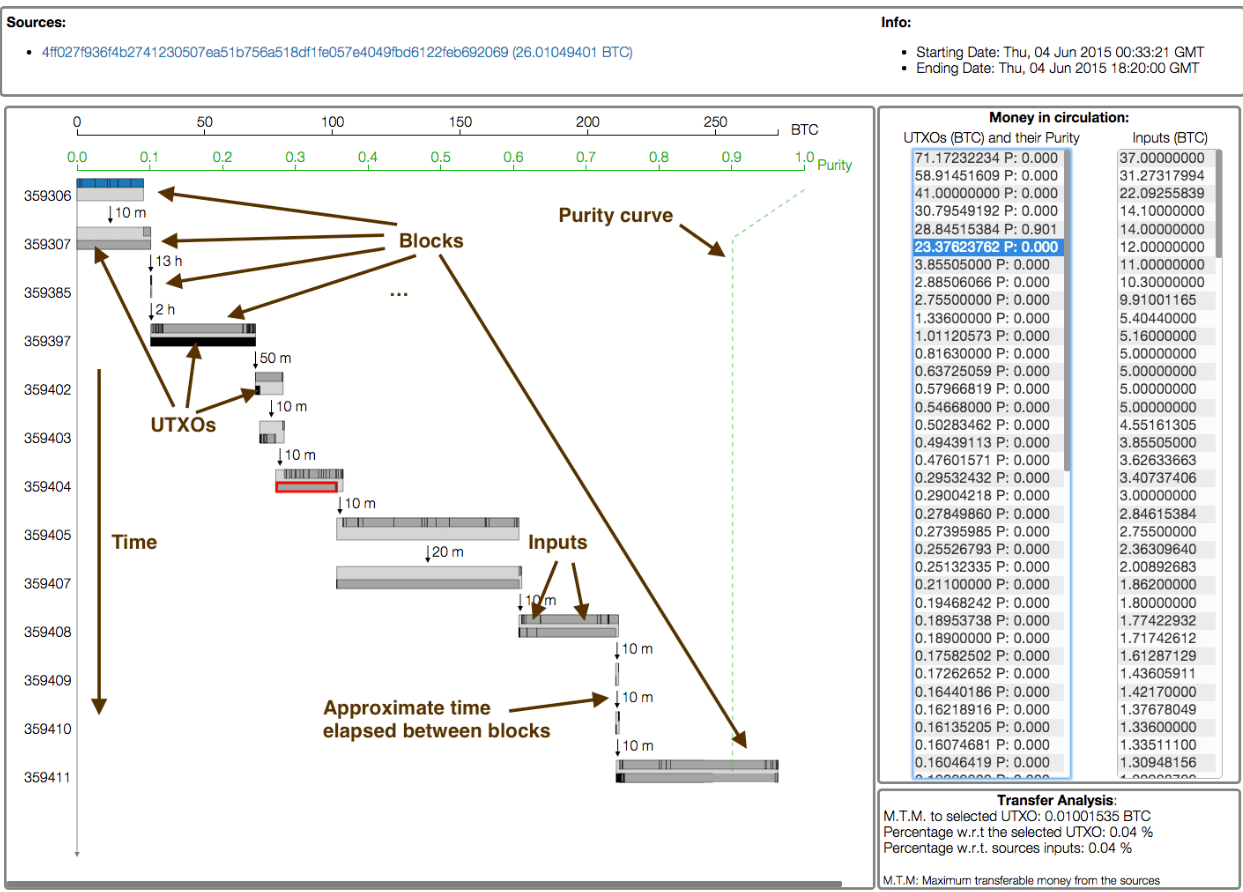 Sources:
Info:
• 4ff027f936f4b2741230507ea51b756a518df1fe057e4049fbd6122feb692069 (26.01049401 BTC)
• Starting Date: Thu, 04 Jun 2015 00:33:21 GMT
• Ending Date: Thu, 04 Jun 2015 18:20:00 GMT
0 50 100 150 200 250 BTC
0.0 0.1 0.2 0.3 0.4 0.5 0.6 0.7 0.8 0.9 1.0 Purity
359306
10 m
Purity curve
359307
Blocks
13 h
359385
...
2 h
359397
50 m
359402
10 m
UTXOs
359403
10 m
359404
10 m
359405
Time
Inputs
20 m
359407
10 m
359408
10 m
359409
10 m
Approximate time
elapsed between blocks
359410
10 m
359411
Money in circulation:
UTXOs (BTC) and their Purity Inputs (BTC)
71.17232234 P: 0.000 37.00000000
58.91451609 P: 0.000 31.27317994
41.00000000 P: 0.000 22.09255839
30.79549192 P: 0.000 14.10000000
28.84515384 P: 0.901 14.00000000
23.37623762 P: 0.000 12.00000000
3.85505000 P: 0.000 11.00000000
2.88506066 P: 0.000 10.30000000
2.75500000 P: 0.000 9.91001165
1.33600000 P: 0.000 5.40440000
1.01120573 P: 0.000 5.16000000
0.81630000 P: 0.000 5.00000000
0.63725059 P: 0.000 5.00000000
0.57966819 P: 0.000 5.00000000
0.54668000 P: 0.000 5.00000000
0.50283462 P: 0.000 4.55161305
0.49439113 P: 0.000 3.85505000
0.47601571 P: 0.000 3.62633663
0.29532432 P: 0.000 3.40737406
0.29004218 P: 0.000 3.00000000
0.27849860 P: 0.000 2.84615384
0.27395985 P: 0.000 2.75500000
0.25526793 P: 0.000 2.36309640
0.25132335 P: 0.000 2.00892683
0.21100000 P: 0.000 1.86200000
0.19468242 P: 0.000 1.80000000
0.18953738 P: 0.000 1.77422932
0.18900000 P: 0.000 1.71742612
0.17582502 P: 0.000 1.61287129
0.17262652 P: 0.000 1.43605911
0.16440186 P: 0.000 1.42170000
0.16218916 P: 0.000 1.37678049
0.16135205 P: 0.000 1.33600000
0.16074681 P: 0.000 1.33511100
0.16046419 P: 0.000 1.30948156
Transfer Analysis:
M.T.M. to selected UTXO: 0.01001535 BTC
Percentage w.r.t the selected UTXO: 0.04 %
Percentage w.r.t. sources inputs: 0.04 %
M.T.M: Maximum transferable money from the sources